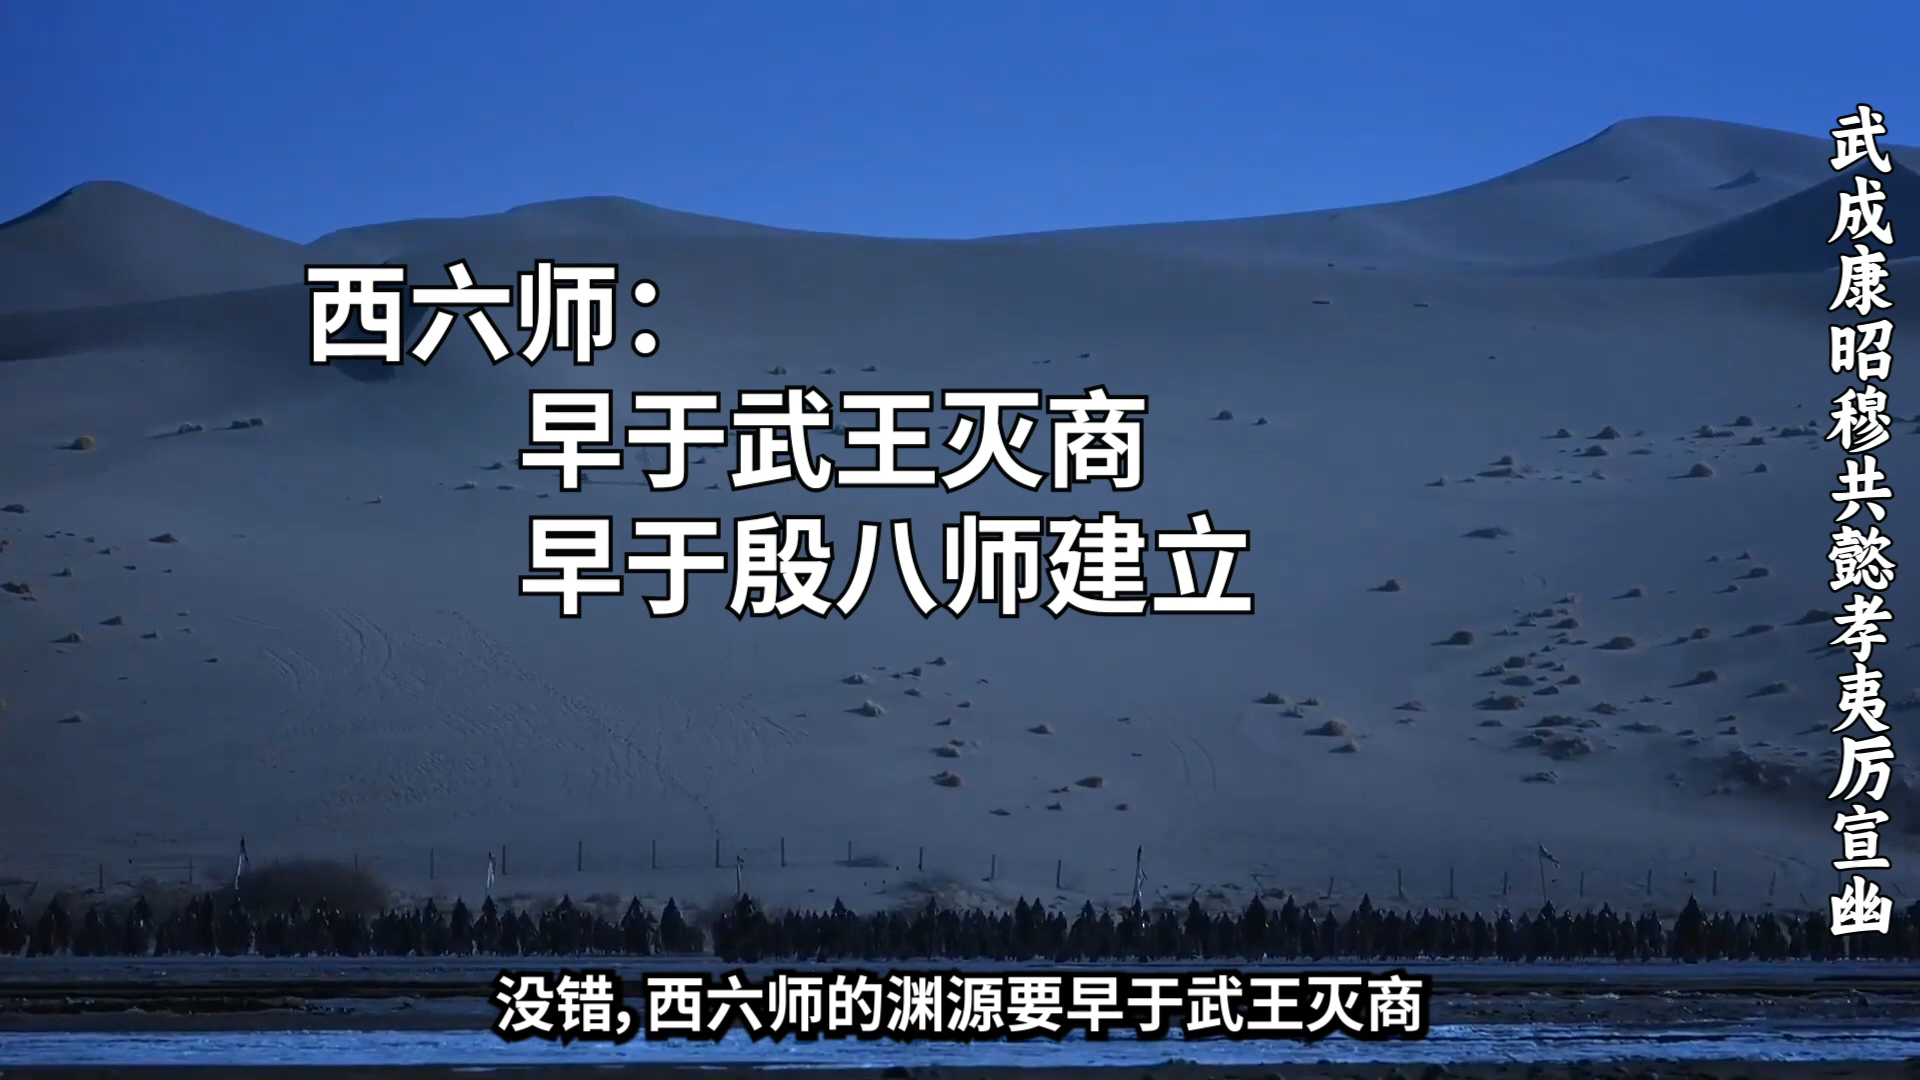 西六师：
早于武王灭商
早于殷八师建立
武成康昭穆共懿孝夷厉宣幽
没错，西六师的渊源要早于武王灭商